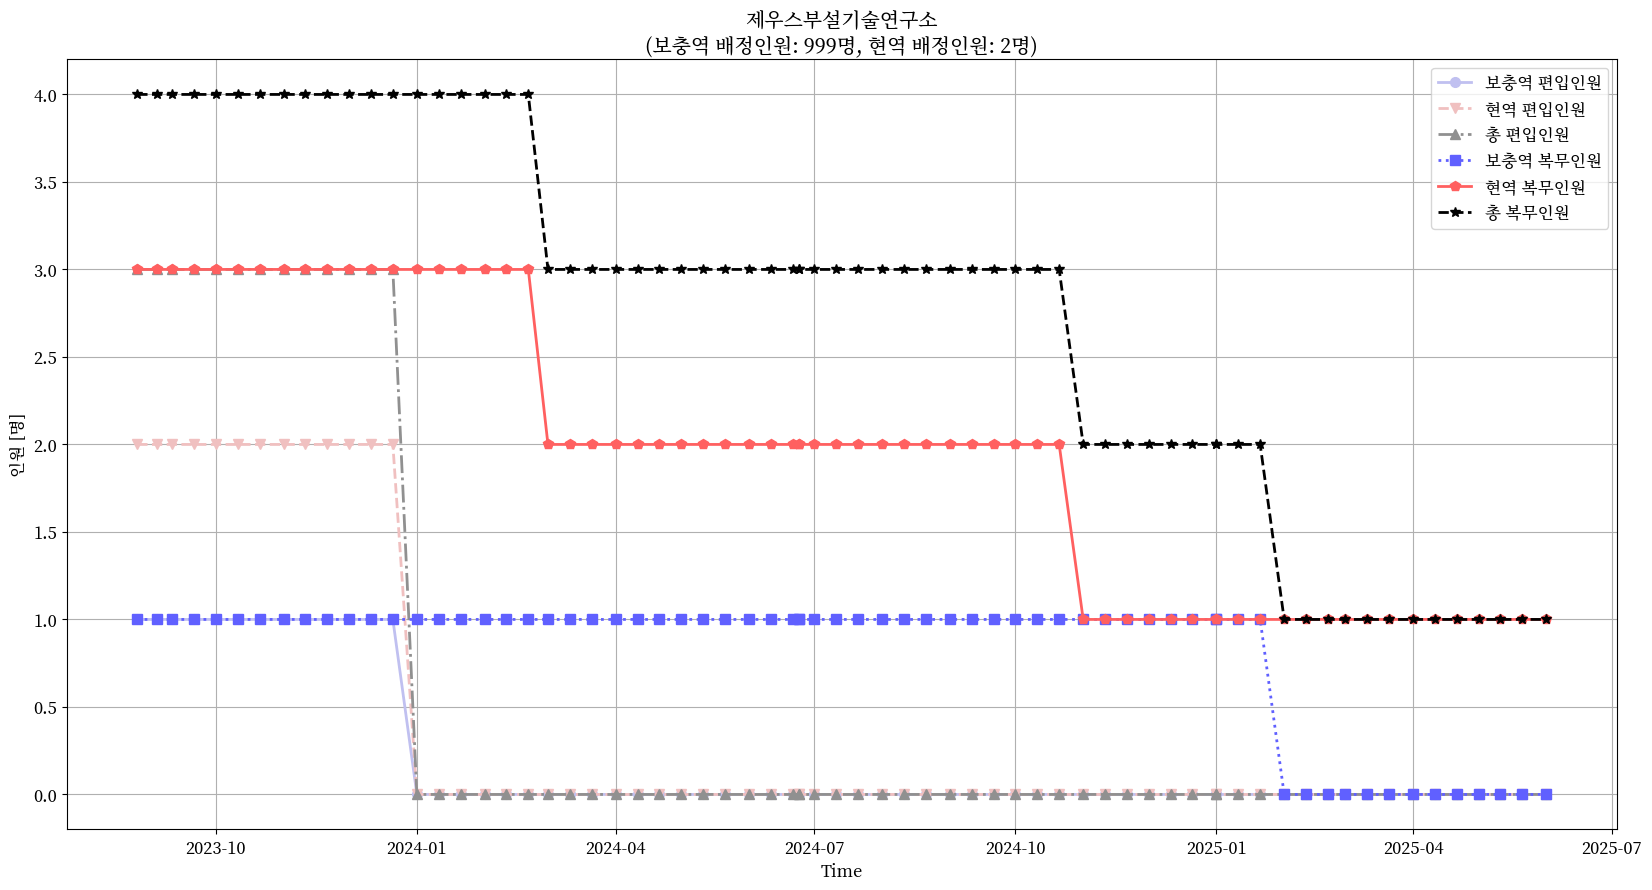 제우스부설기술연구소
(보충역 배정인원: 999명, 현역 배정인원: 2명)
보충역 편입인원
현역 편입인원
총 편입인원
보충역 복무인원
현역 복무인원
총 복무인원
4.0
3.5
3.0
2.5
2.0
1.5
1.0
0.5
0.0
인원 [명]
2023-10 2024-01 2024-04 2024-07 2024-10 2025-01 2025-04 2025-07
Time